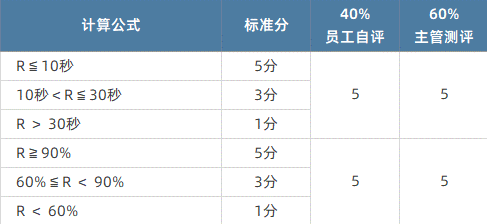 计算公式 标准分 40% 员工自评 60% 主管测评
R≦10秒 5分 5 5
10秒<R≦30秒 3分
R > 30秒 1分
R≧90% 5分 5 5
60%≦R < 90% 3分
R < 60% 1分